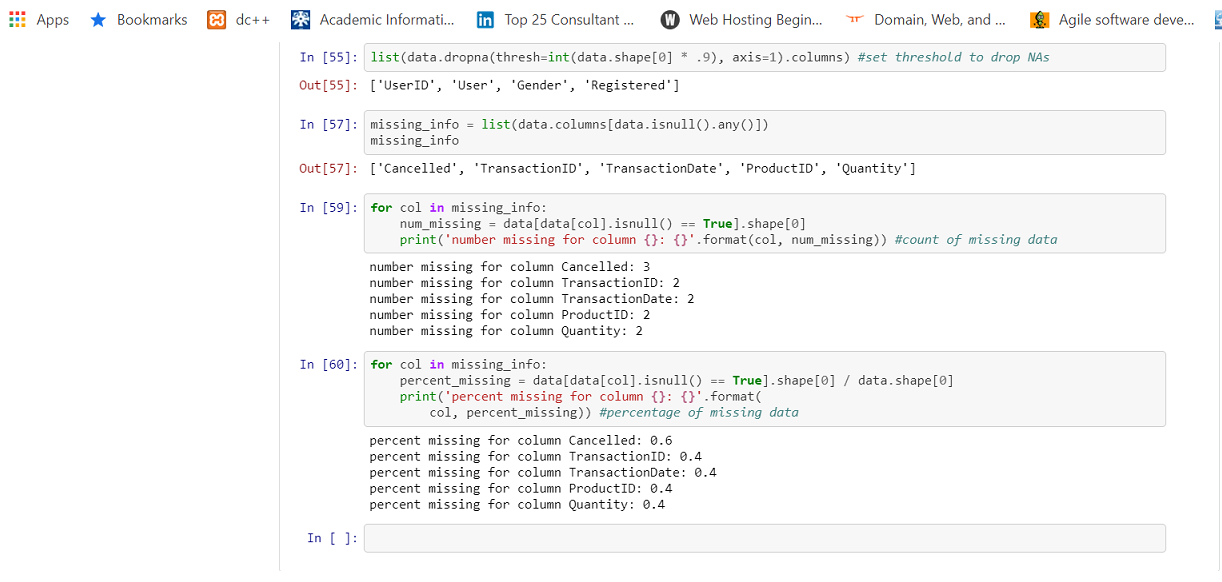 Apps Bookmarks dc++ Academic Informati... Top 25 Consultant ... Web Hosting Begin... Domain, Web, and ... Agile software deve...
In [55]: list(data.dropna(thresh=int(data.shape[0] * .9), axis=1).columns) #set threshold to drop NAs
Out[55]: ['UserID', 'User', 'Gender', 'Registered']
In [57]: missing_info = list(data.columns[data.isnull().any()])
missing_info
Out[57]: ['Cancelled', 'TransactionID', 'TransactionDate', 'ProductID', 'Quantity']
In [59]: for col in missing_info:
num_missing = data[data[col].isnull() == True].shape[0]
print('number missing for column {}: {}'.format(col, num_missing)) #count of missing data
number missing for column Cancelled: 3
number missing for column TransactionID: 2
number missing for column TransactionDate: 2
number missing for column ProductID: 2
number missing for column Quantity: 2
In [60]: for col in missing_info:
percent_missing = data[data[col].isnull() == True].shape[0] / data.shape[0]
print('percent missing for column {}: {}'.format(
col, percent_missing)) #percentage of missing data
percent missing for column Cancelled: 0.6
percent missing for column TransactionID: 0.4
percent missing for column TransactionDate: 0.4
percent missing for column ProductID: 0.4
percent missing for column Quantity: 0.4
In [ ]: